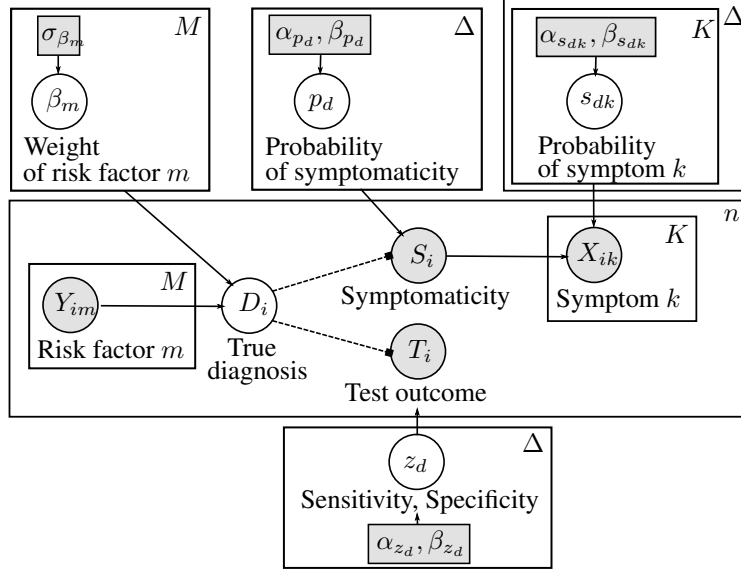 σ_{β_m} M
β_m
Weight
of risk factor m
α_{p_d}, β_{p_d} Δ
p_d
Probability
of symptomaticity
α_{s_{dk}}, β_{s_{dk}} K Δ
s_{dk}
Probability
of symptom k
n
S_i
Symptomaticity
X_{ik} K
Symptom k
Y_{im} M
Risk factor m
D_i
True
diagnosis
T_i
Test outcome
z_d Δ
Sensitivity, Specificity
α_{z_d}, β_{z_d}